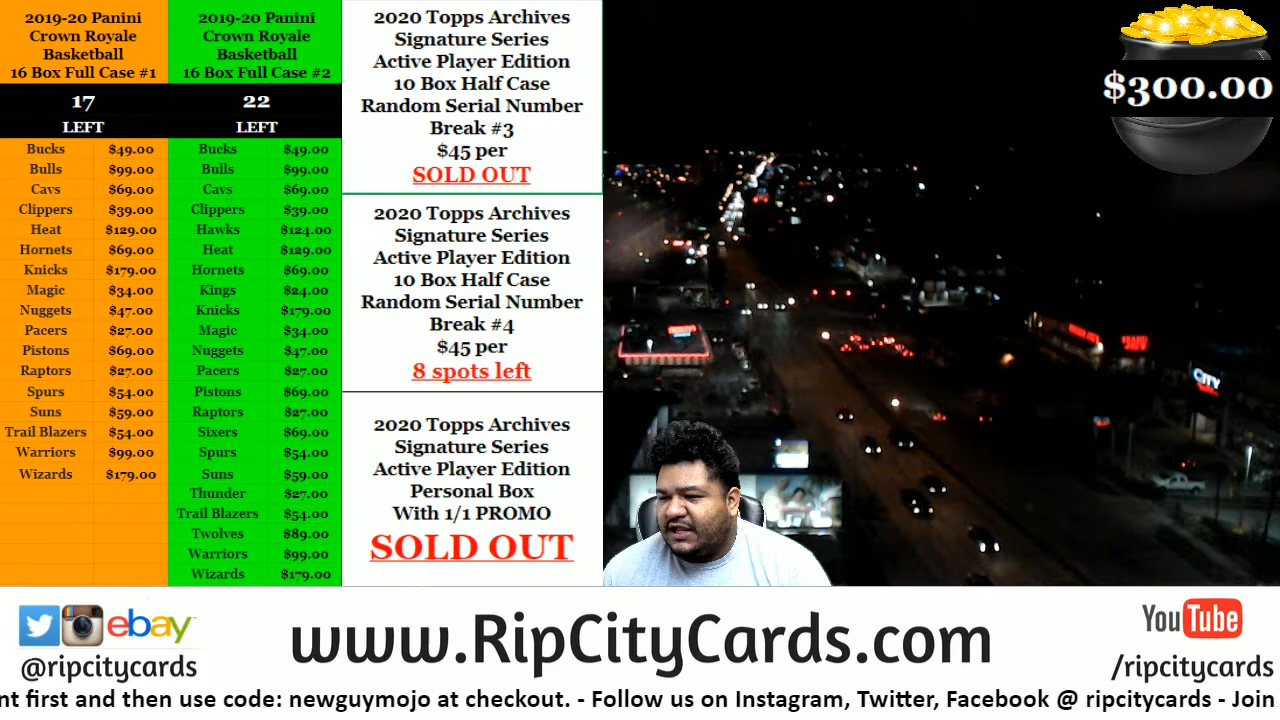 2019-20 Panini
Crown Royale
Basketball
16 Box Full Case #1
17
LEFT
Bucks $49.00
Bulls $99.00
Cavs $69.00
Clippers $39.00
Heat $129.00
Hornets $69.00
Knicks $179.00
Magic $34.00
Nuggets $47.00
Pacers $27.00
Pistons $69.00
Raptors $27.00
Spurs $54.00
Suns $59.00
Trail Blazers $54.00
Warriors $99.00
Wizards $179.00
2019-20 Panini
Crown Royale
Basketball
16 Box Full Case #2
22
LEFT
Bucks $49.00
Bulls $99.00
Cavs $69.00
Clippers $39.00
Hawks $124.00
Heat $129.00
Hornets $69.00
Kings $24.00
Knicks $179.00
Magic $34.00
Nuggets $47.00
Pacers $27.00
Pistons $69.00
Raptors $27.00
Sixers $69.00
Spurs $54.00
Suns $59.00
Thunder $27.00
Trail Blazers $54.00
Twolves $89.00
Warriors $99.00
Wizards $179.00
2020 Topps Archives
Signature Series
Active Player Edition
10 Box Half Case
Random Serial Number
Break #3
$45 per
SOLD OUT
2020 Topps Archives
Signature Series
Active Player Edition
10 Box Half Case
Random Serial Number
Break #4
$45 per
8 spots left
2020 Topps Archives
Signature Series
Active Player Edition
Personal Box
With 1/1 PROMO
SOLD OUT
$300.00
CITY
ebay
@ripcitycards
www.RipCityCards.com
YouTube
/ripcitycards
nt first and then use code: newguymojo at checkout. - Follow us on Instagram, Twitter, Facebook @ ripcitycards - Join